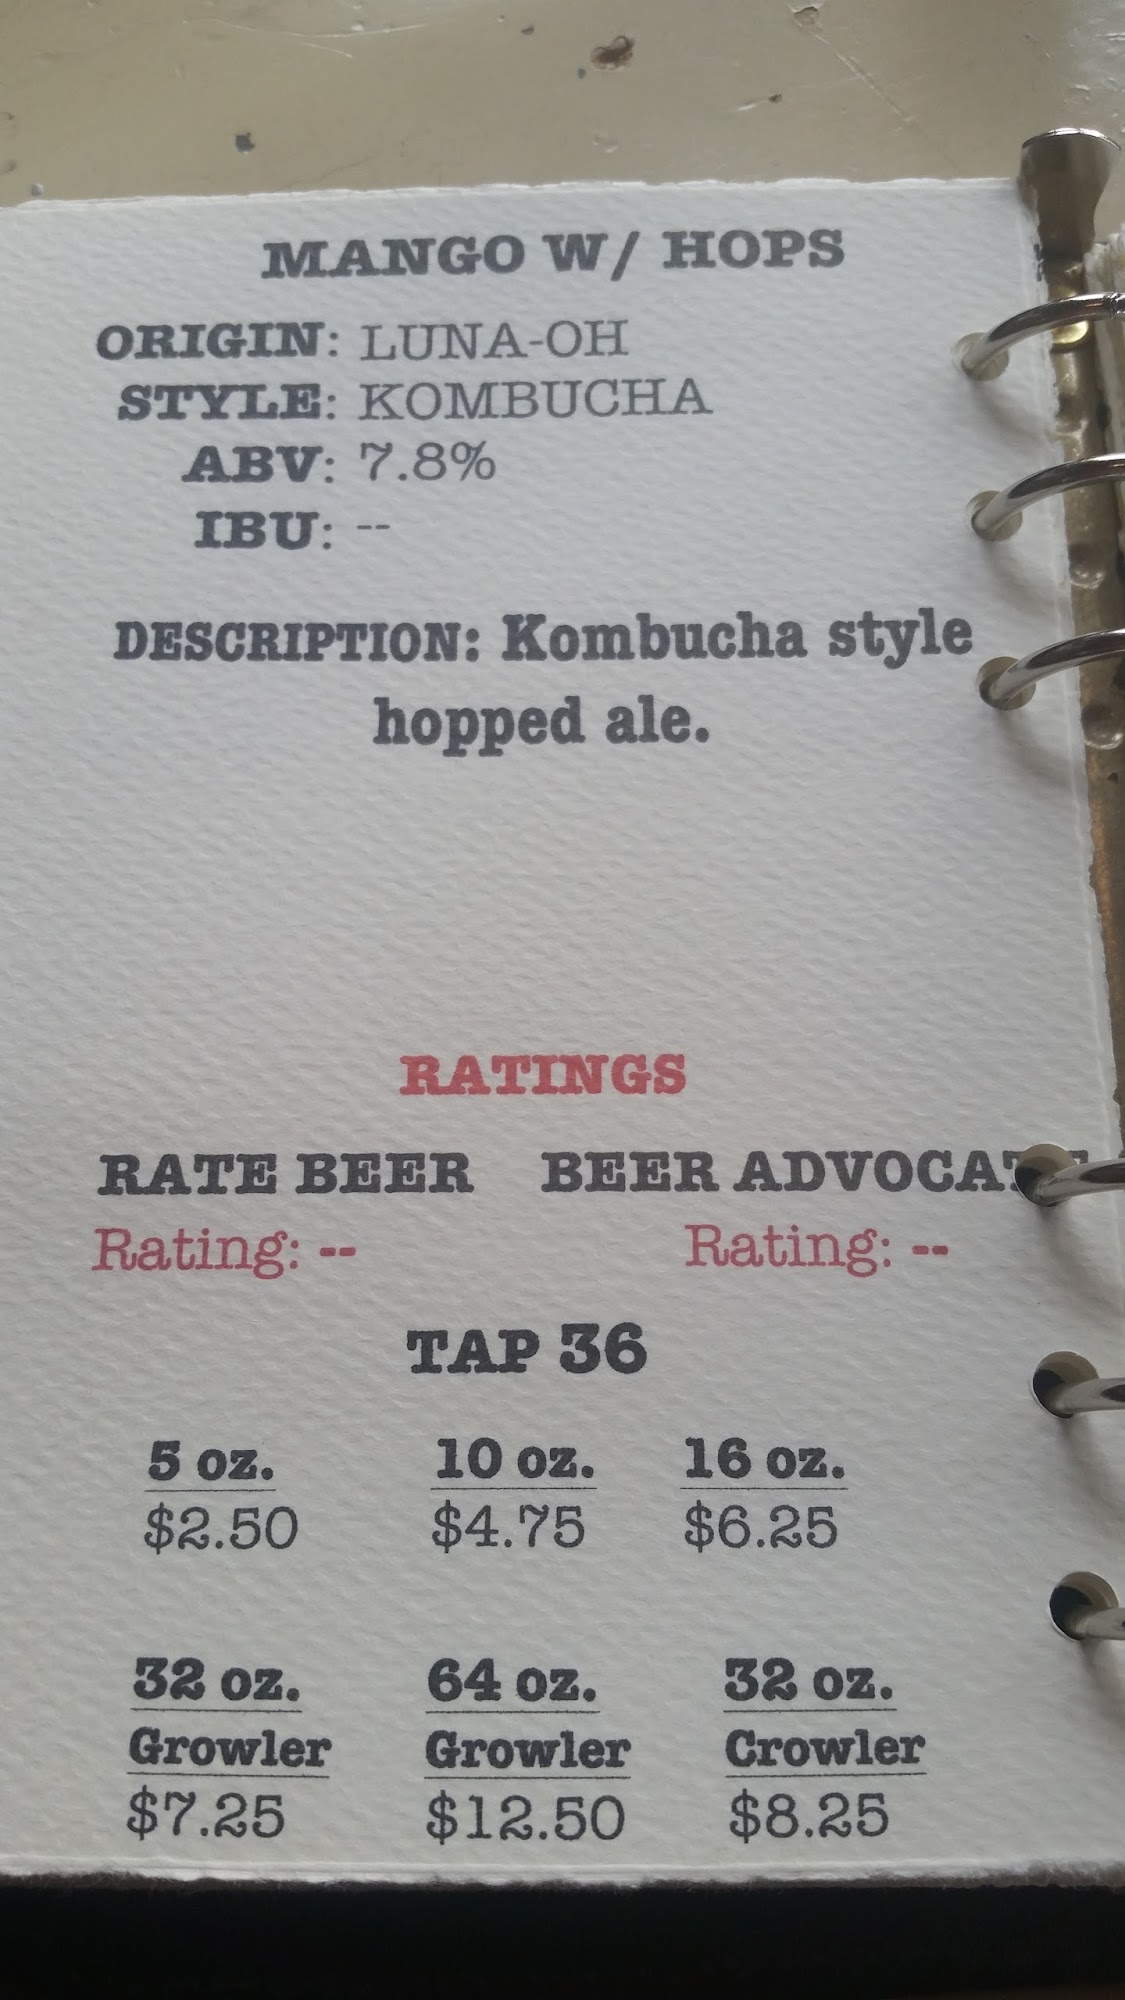 MANGO W/ HOPS
ORIGIN: LUNA-OH
STYLE: KOMBUCHA
ABV: 7.8%
IBU: --
DESCRIPTION: Kombucha style
hopped ale.
RATINGS
RATE BEER BEER ADVOCATE
Rating: -- Rating: --
TAP 36
5 oz. 10 oz. 16 oz.
$2.50 $4.75 $6.25
32 oz. 64 oz. 32 oz.
Growler Growler Crowler
$7.25 $12.50 $8.25